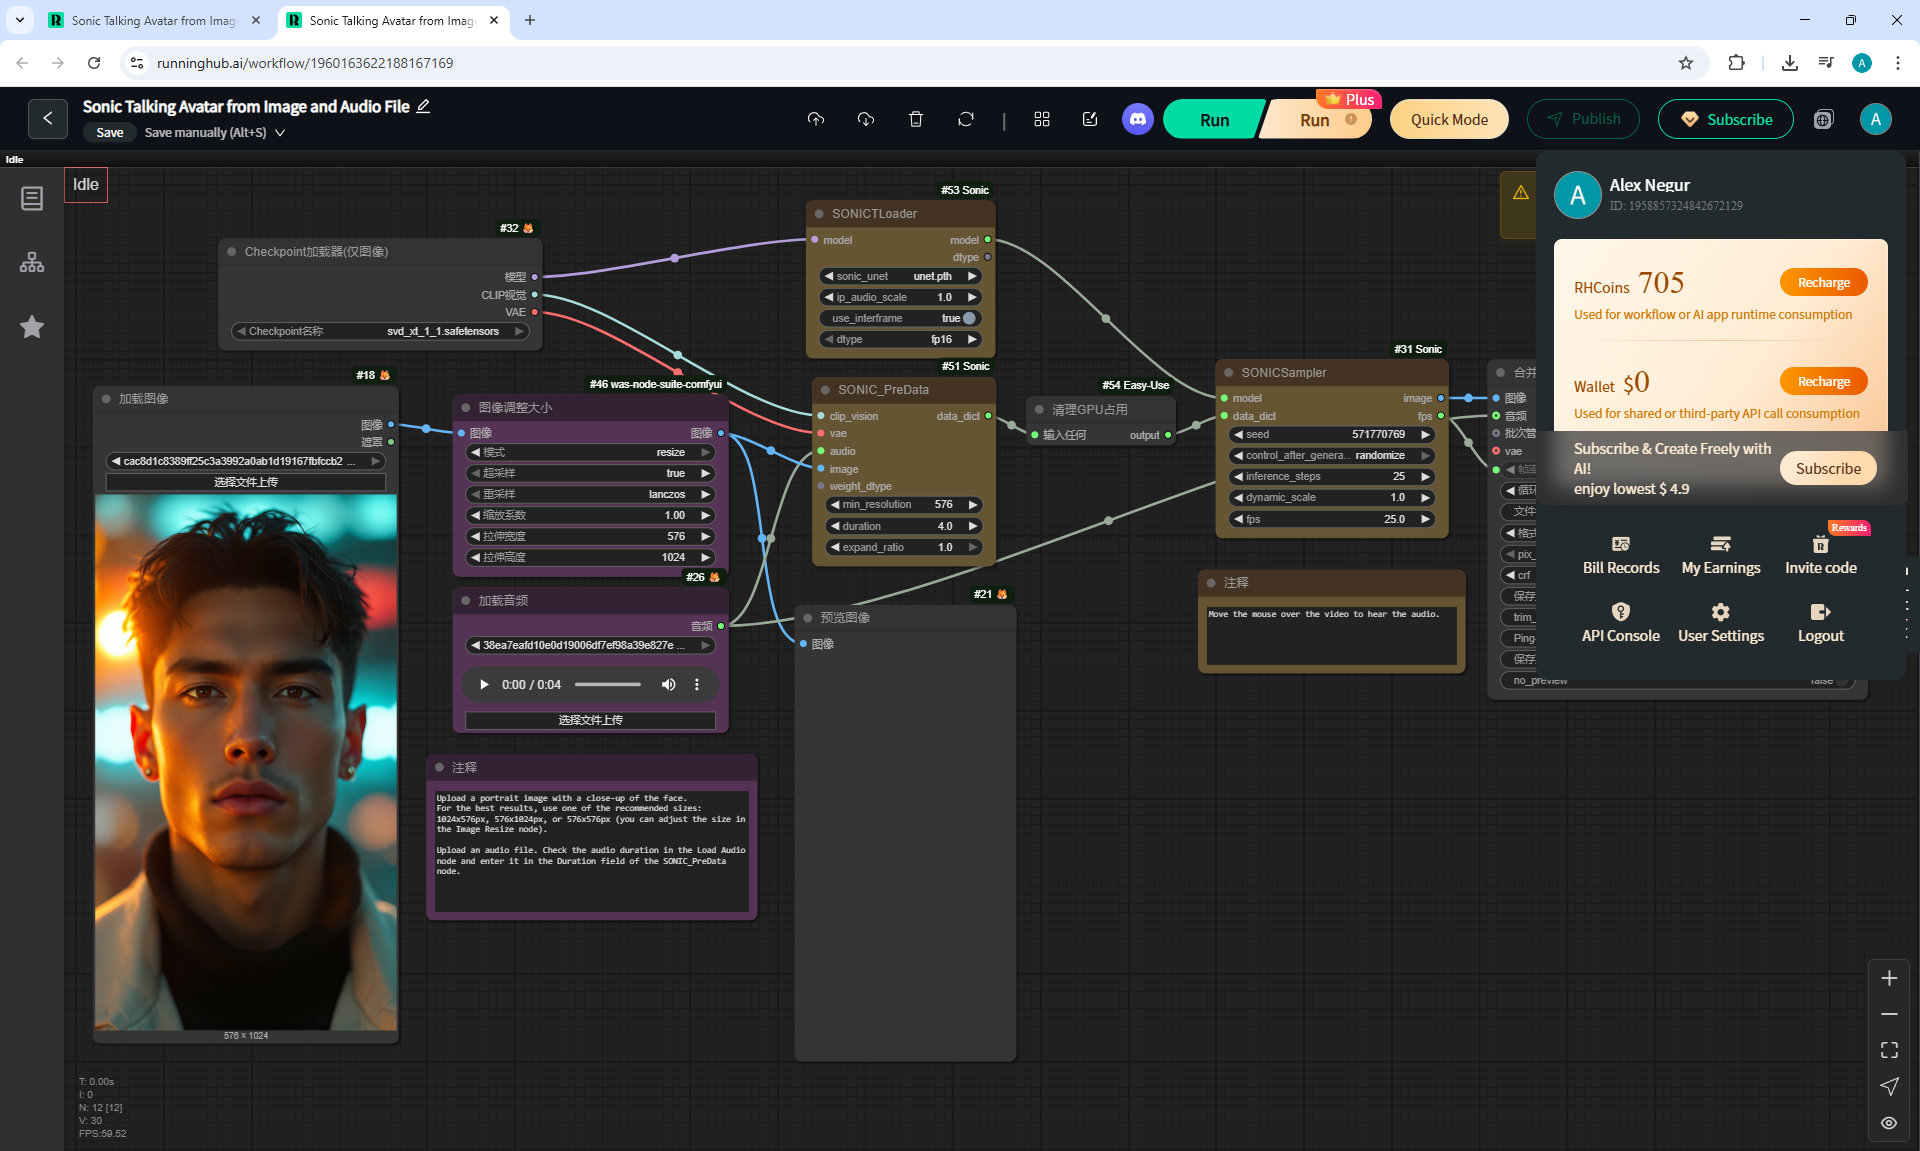 Sonic Talking Avatar from Imag
Sonic Talking Avatar from Imag
runninghub.ai/workflow/1960163622188167169
A
Sonic Talking Avatar from Image and Audio File
Save
Save manually (Alt+S)
Run
Run
Plus
Quick Mode
Publish
Subscribe
A
Idle
Idle
#32
Checkpoint加载器(仅图像)
模型
CLIP视觉
VAE
Checkpoint名称
svd_xt_1_1.safetensors
#18
加载图像
图像
遮罩
cac8d1c8389ff25c3a3992a0ab1d19167fbfccb2 ...
选择文件上传
576 × 1024
#46 was-node-suite-comfyui
图像调整大小
图像
图像
模式
resize
超采样
true
重采样
lanczos
缩放系数
1.00
拉伸宽度
576
拉伸高度
1024
#26
加载音频
音频
38ea7eafd10e0d19006df7ef98a39e827e ...
0:00 / 0:04
选择文件上传
注释
Upload a portrait image with a close-up of the face.
For the best results, use one of the recommended sizes:
1024x576px, 576x1024px, or 576x576px (you can adjust the size in
the Image Resize node).
Upload an audio file. Check the audio duration in the Load Audio
node and enter it in the Duration field of the SONIC_PreData
node.
#53 Sonic
SONICTLoader
model
model
dtype
sonic_unet
unet.pth
ip_audio_scale
1.0
use_interframe
true
dtype
fp16
#51 Sonic
SONIC_PreData
clip_vision
data_dict
vae
audio
image
weight_dtype
min_resolution
576
duration
4.0
expand_ratio
1.0
#21
预览图像
图像
#54 Easy-Use
清理GPU占用
输入任何
output
#31 Sonic
SONICSampler
model
image
data_dict
fps
seed
571770769
control_after_genera...
randomize
inference_steps
25
dynamic_scale
1.0
fps
25.0
注释
Move the mouse over the video to hear the audio.
合并
图像
音频
批次管
vae
帧率
循环
文件
格式
pix_
crf
保存
trim_
Ping-
保存
no_preview
false
A
Alex Negur
ID: 1958857324842672129
RHCoins 705
Recharge
Used for workflow or AI app runtime consumption
Wallet $0
Recharge
Used for shared or third-party API call consumption
Subscribe & Create Freely with
AI!
enjoy lowest $ 4.9
Subscribe
Rewards
Bill Records
My Earnings
Invite code
API Console
User Settings
Logout
T: 0.00s
I: 0
N: 12 [12]
V: 30
FPS:59.52